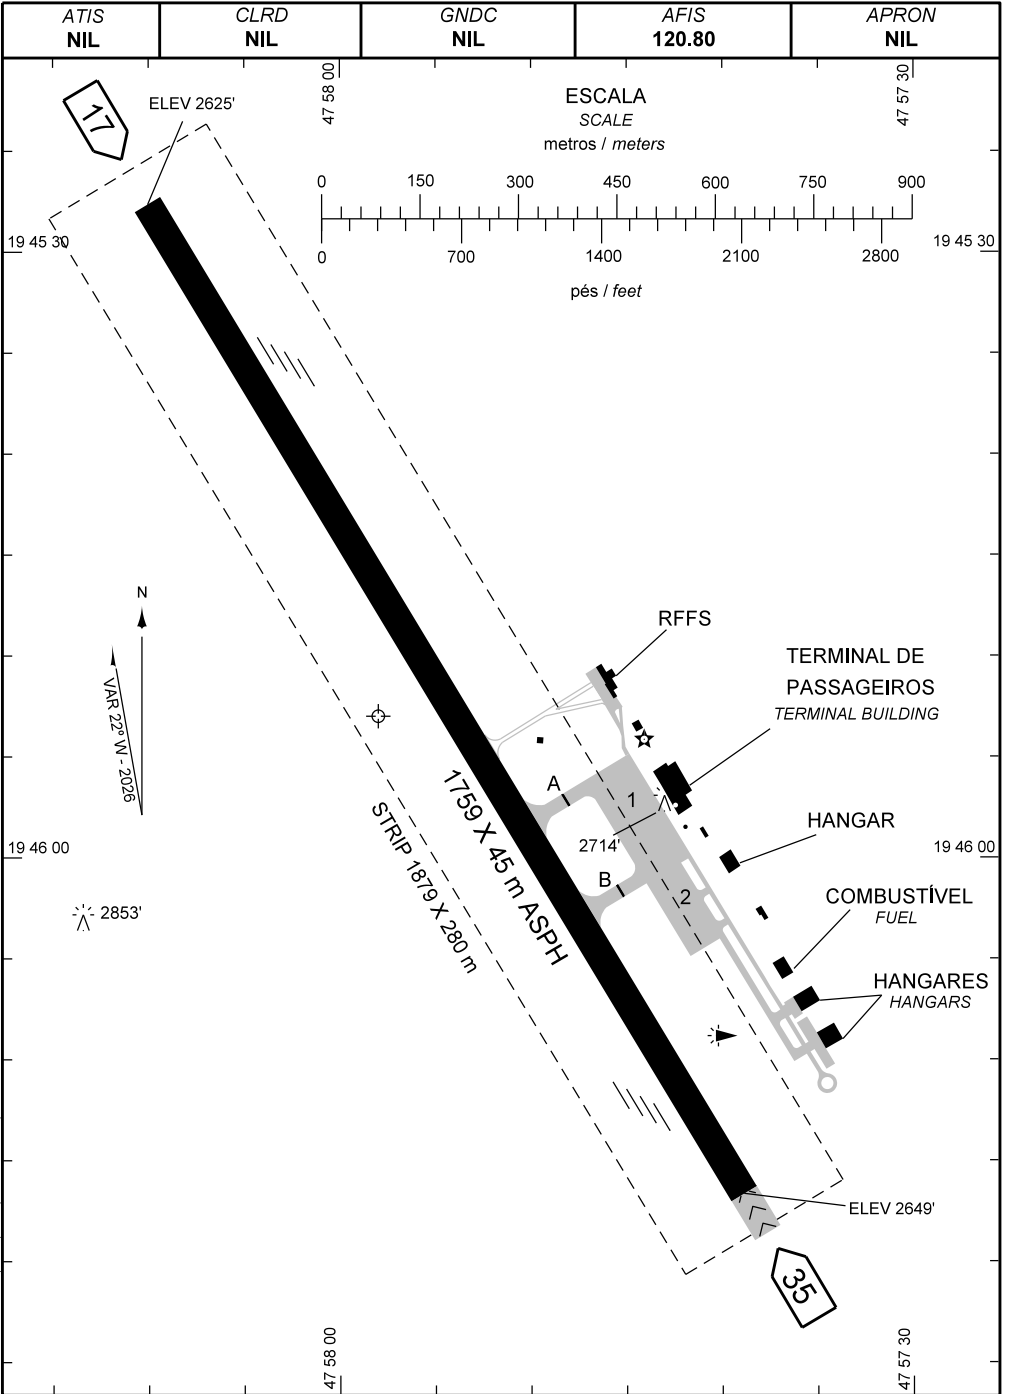 ATIS
NIL
CLRD
NIL
GNDC
NIL
AFIS
120.80
APRON
NIL
47 58 00
47 57 30
17
ELEV 2625'
ESCALA
SCALE
metros / meters
0 150 300 450 600 750 900
0 700 1400 2100 2800
pés / feet
19 45 30
19 45 30
N
VAR 22° W - 2026
RFFS
TERMINAL DE
PASSAGEIROS
TERMINAL BUILDING
A
1
2714'
HANGAR
1759 X 45 m ASPH
STRIP 1879 X 280 m
19 46 00
19 46 00
B
2
COMBUSTÍVEL
FUEL
2853'
HANGARES
HANGARS
ELEV 2649'
35
47 58 00
47 57 30